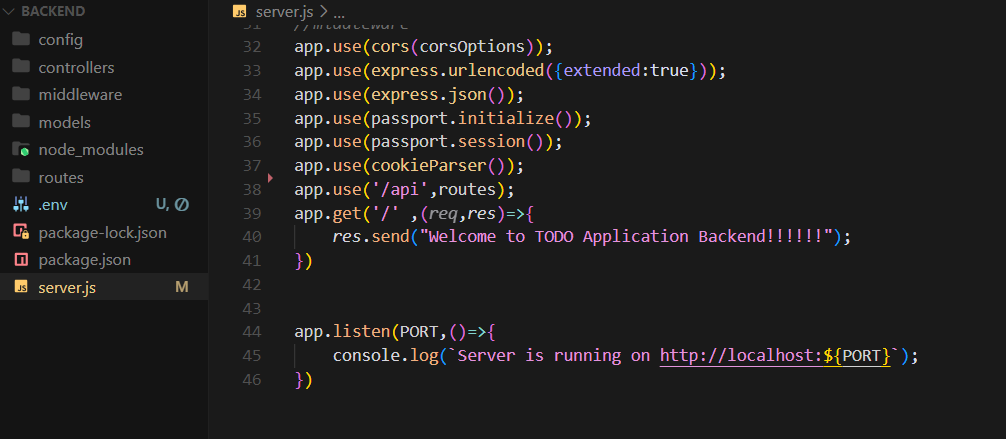 BACKEND
config
controllers
middleware
models
node_modules
routes
.env U,
package-lock.json
package.json
server.js M
JS server.js > ...
31 //middleware
32 app.use(cors(corsOptions));
33 app.use(express.urlencoded({extended:true}));
34 app.use(express.json());
35 app.use(passport.initialize());
36 app.use(passport.session());
37 app.use(cookieParser());
38 app.use('/api',routes);
39 app.get('/' ,(req,res)=>{
40 res.send("Welcome to TODO Application Backend!!!!!!");
41 })
42
43
44 app.listen(PORT,()=>{
45 console.log(`Server is running on http://localhost:${PORT}`);
46 })